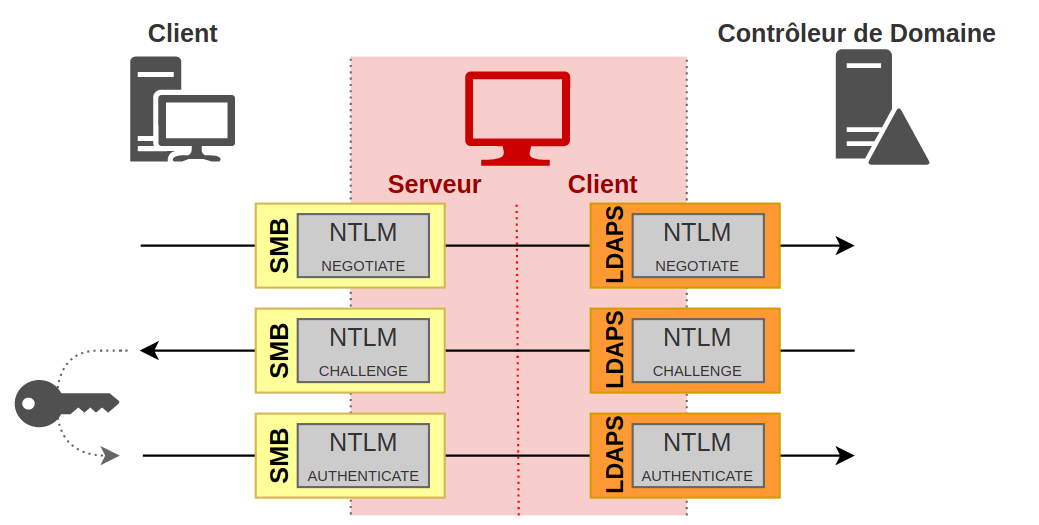 Client
Contrôleur de Domaine
Serveur
Client
SMB
NTLM
NEGOTIATE
LDAPS
NTLM
NEGOTIATE
SMB
NTLM
CHALLENGE
LDAPS
NTLM
CHALLENGE
SMB
NTLM
AUTHENTICATE
LDAPS
NTLM
AUTHENTICATE